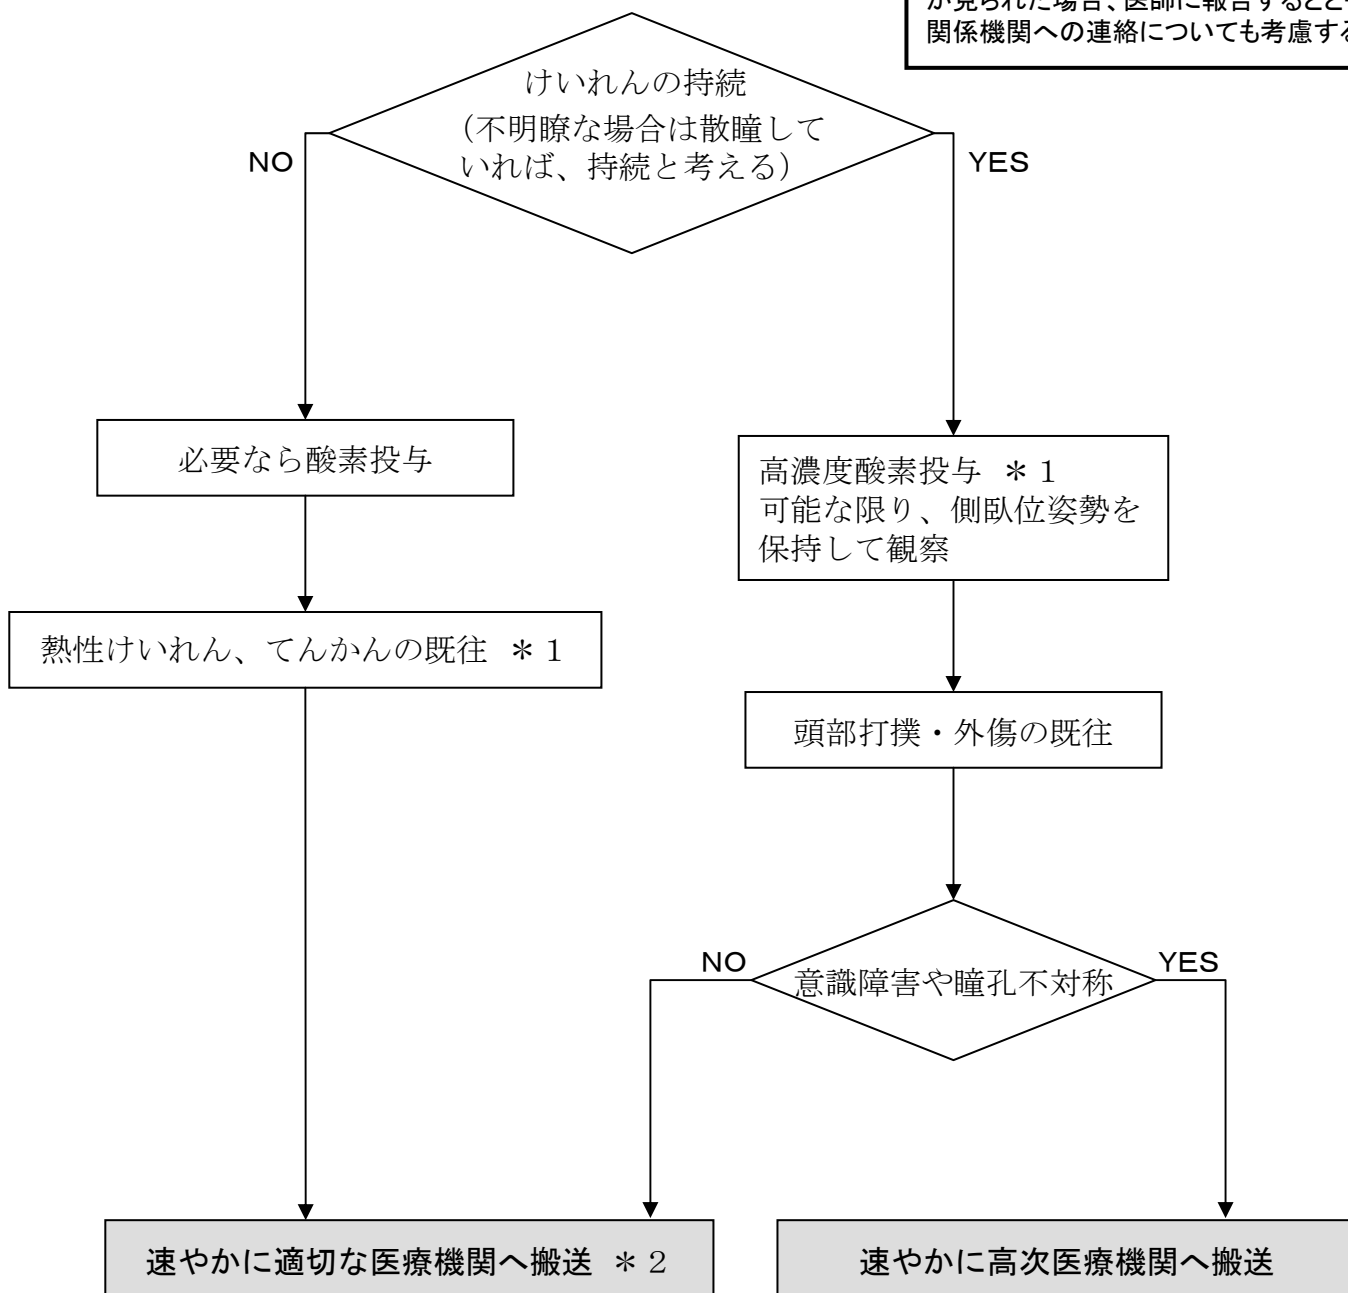 が見られた場合、医師に報告するとと
関係機関への連絡についても考慮する
けいれんの持続
（不明瞭な場合は散瞳して
いれば、持続と考える）
NO
YES
必要なら酸素投与
高濃度酸素投与 ＊１
可能な限り、側臥位姿勢を
保持して観察
熱性けいれん、てんかんの既往 ＊１
頭部打撲・外傷の既往
NO
YES
意識障害や瞳孔不対称
速やかに適切な医療機関へ搬送 ＊２
速やかに高次医療機関へ搬送